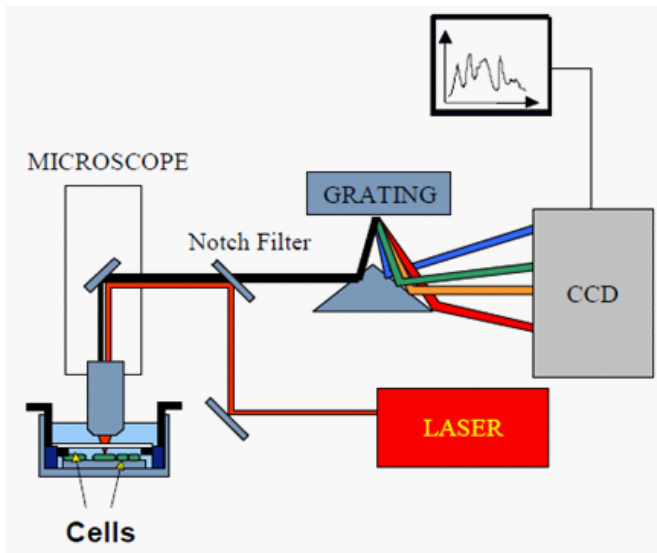 MICROSCOPE
GRATING
Notch Filter
CCD
LASER
Cells